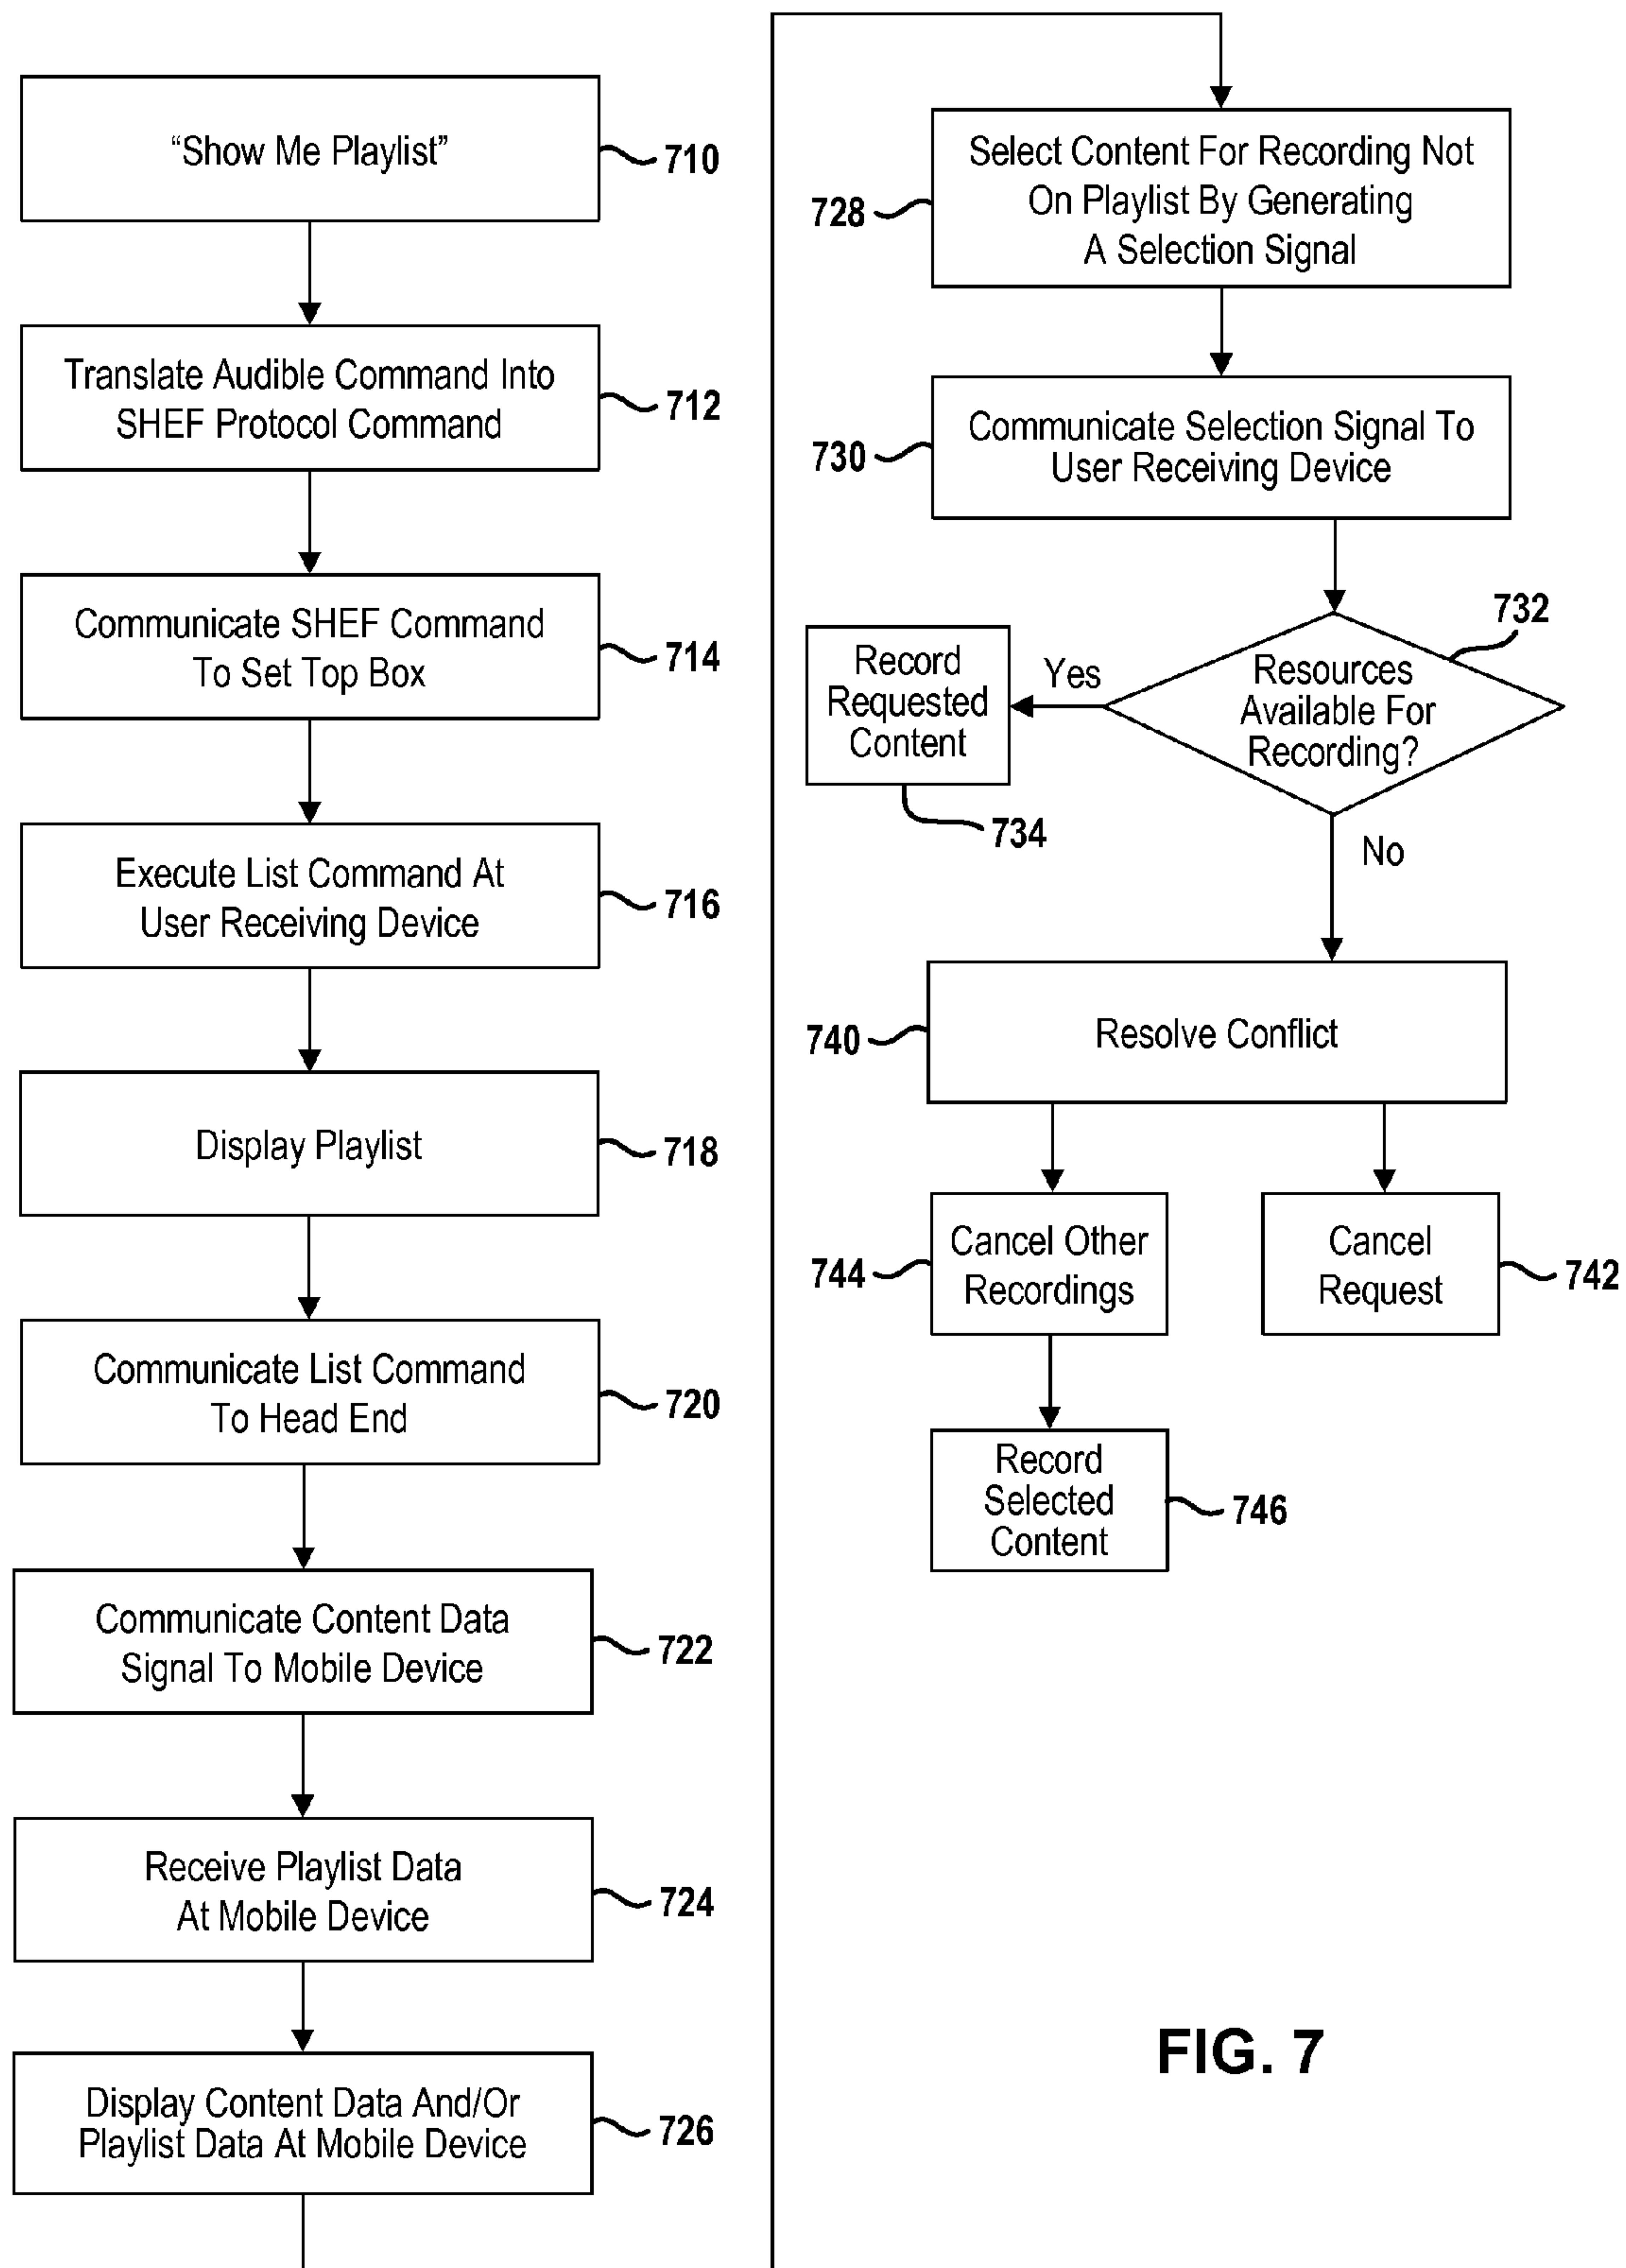 “Show Me Playlist”
710
Translate Audible Command Into
SHEF Protocol Command
712
Communicate SHEF Command
To Set Top Box
714
Execute List Command At
User Receiving Device
716
Display Playlist
718
Communicate List Command
To Head End
720
Communicate Content Data
Signal To Mobile Device
722
Receive Playlist Data
At Mobile Device
724
Display Content Data And/Or
Playlist Data At Mobile Device
726
Select Content For Recording Not
On Playlist By Generating
A Selection Signal
728
Communicate Selection Signal To
User Receiving Device
730
732
Resources
Available For
Recording?
Yes
Record
Requested
Content
734
No
Resolve Conflict
740
Cancel Other
Recordings
744
Cancel
Request
742
Record
Selected
Content
746
FIG. 7